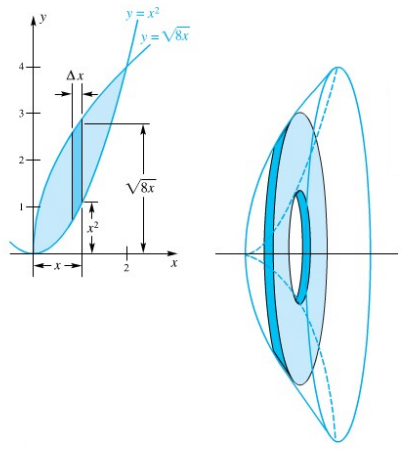 y
y = x²
y = √8x
4
Δx
3
2
√8x
1
x²
x
2
x